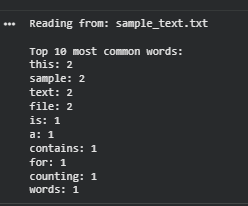 Reading from: sample_text.txt
Top 10 most common words:
this: 2
sample: 2
text: 2
file: 2
is: 1
a: 1
contains: 1
for: 1
counting: 1
words: 1